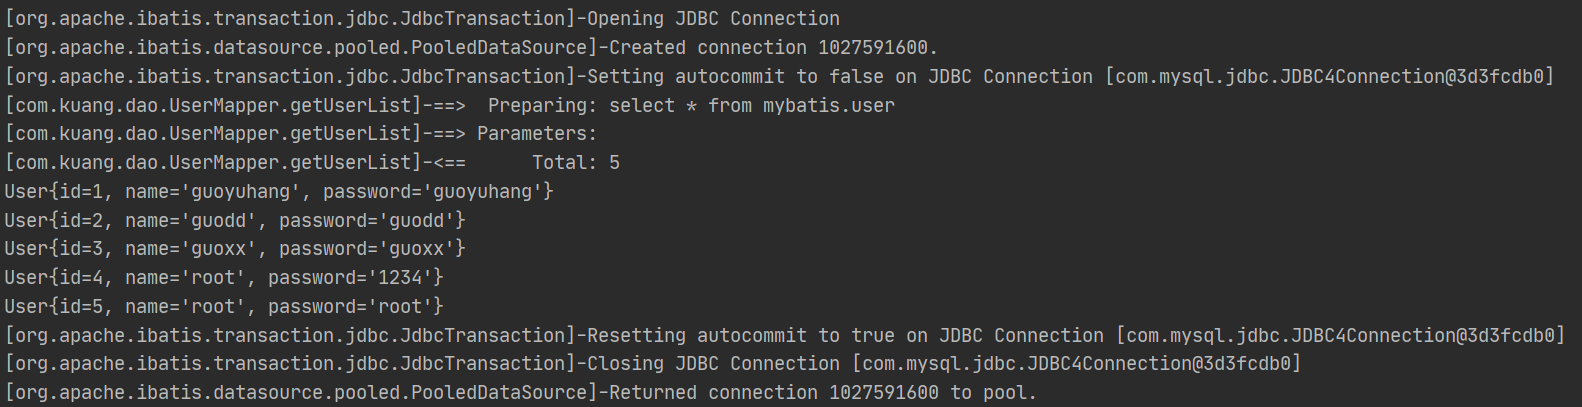 [org.apache.ibatis.transaction.jdbc.JdbcTransaction]-Opening JDBC Connection
[org.apache.ibatis.datasource.pooled.PooledDataSource]-Created connection 1027591600.
[org.apache.ibatis.transaction.jdbc.JdbcTransaction]-Setting autocommit to false on JDBC Connection [com.mysql.jdbc.JDBC4Connection@3d3fcdb0]
[com.kuang.dao.UserMapper.getUserList]-==>  Preparing: select * from mybatis.user
[com.kuang.dao.UserMapper.getUserList]-==> Parameters:
[com.kuang.dao.UserMapper.getUserList]-<==      Total: 5
User{id=1, name='guoyuhang', password='guoyuhang'}
User{id=2, name='guodd', password='guodd'}
User{id=3, name='guoxx', password='guoxx'}
User{id=4, name='root', password='1234'}
User{id=5, name='root', password='root'}
[org.apache.ibatis.transaction.jdbc.JdbcTransaction]-Resetting autocommit to true on JDBC Connection [com.mysql.jdbc.JDBC4Connection@3d3fcdb0]
[org.apache.ibatis.transaction.jdbc.JdbcTransaction]-Closing JDBC Connection [com.mysql.jdbc.JDBC4Connection@3d3fcdb0]
[org.apache.ibatis.datasource.pooled.PooledDataSource]-Returned connection 1027591600 to pool.